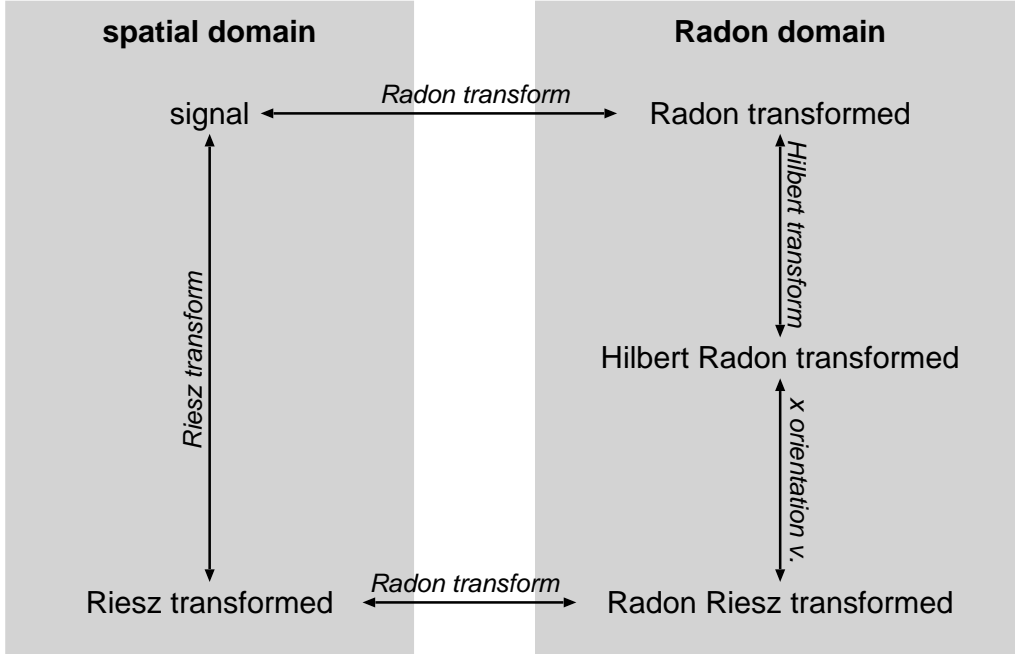 spatial domain
Radon domain
signal
Radon transform
Radon transformed
Riesz transform
Hilbert transform
Hilbert Radon transformed
x orientation v.
Riesz transformed
Radon transform
Radon Riesz transformed